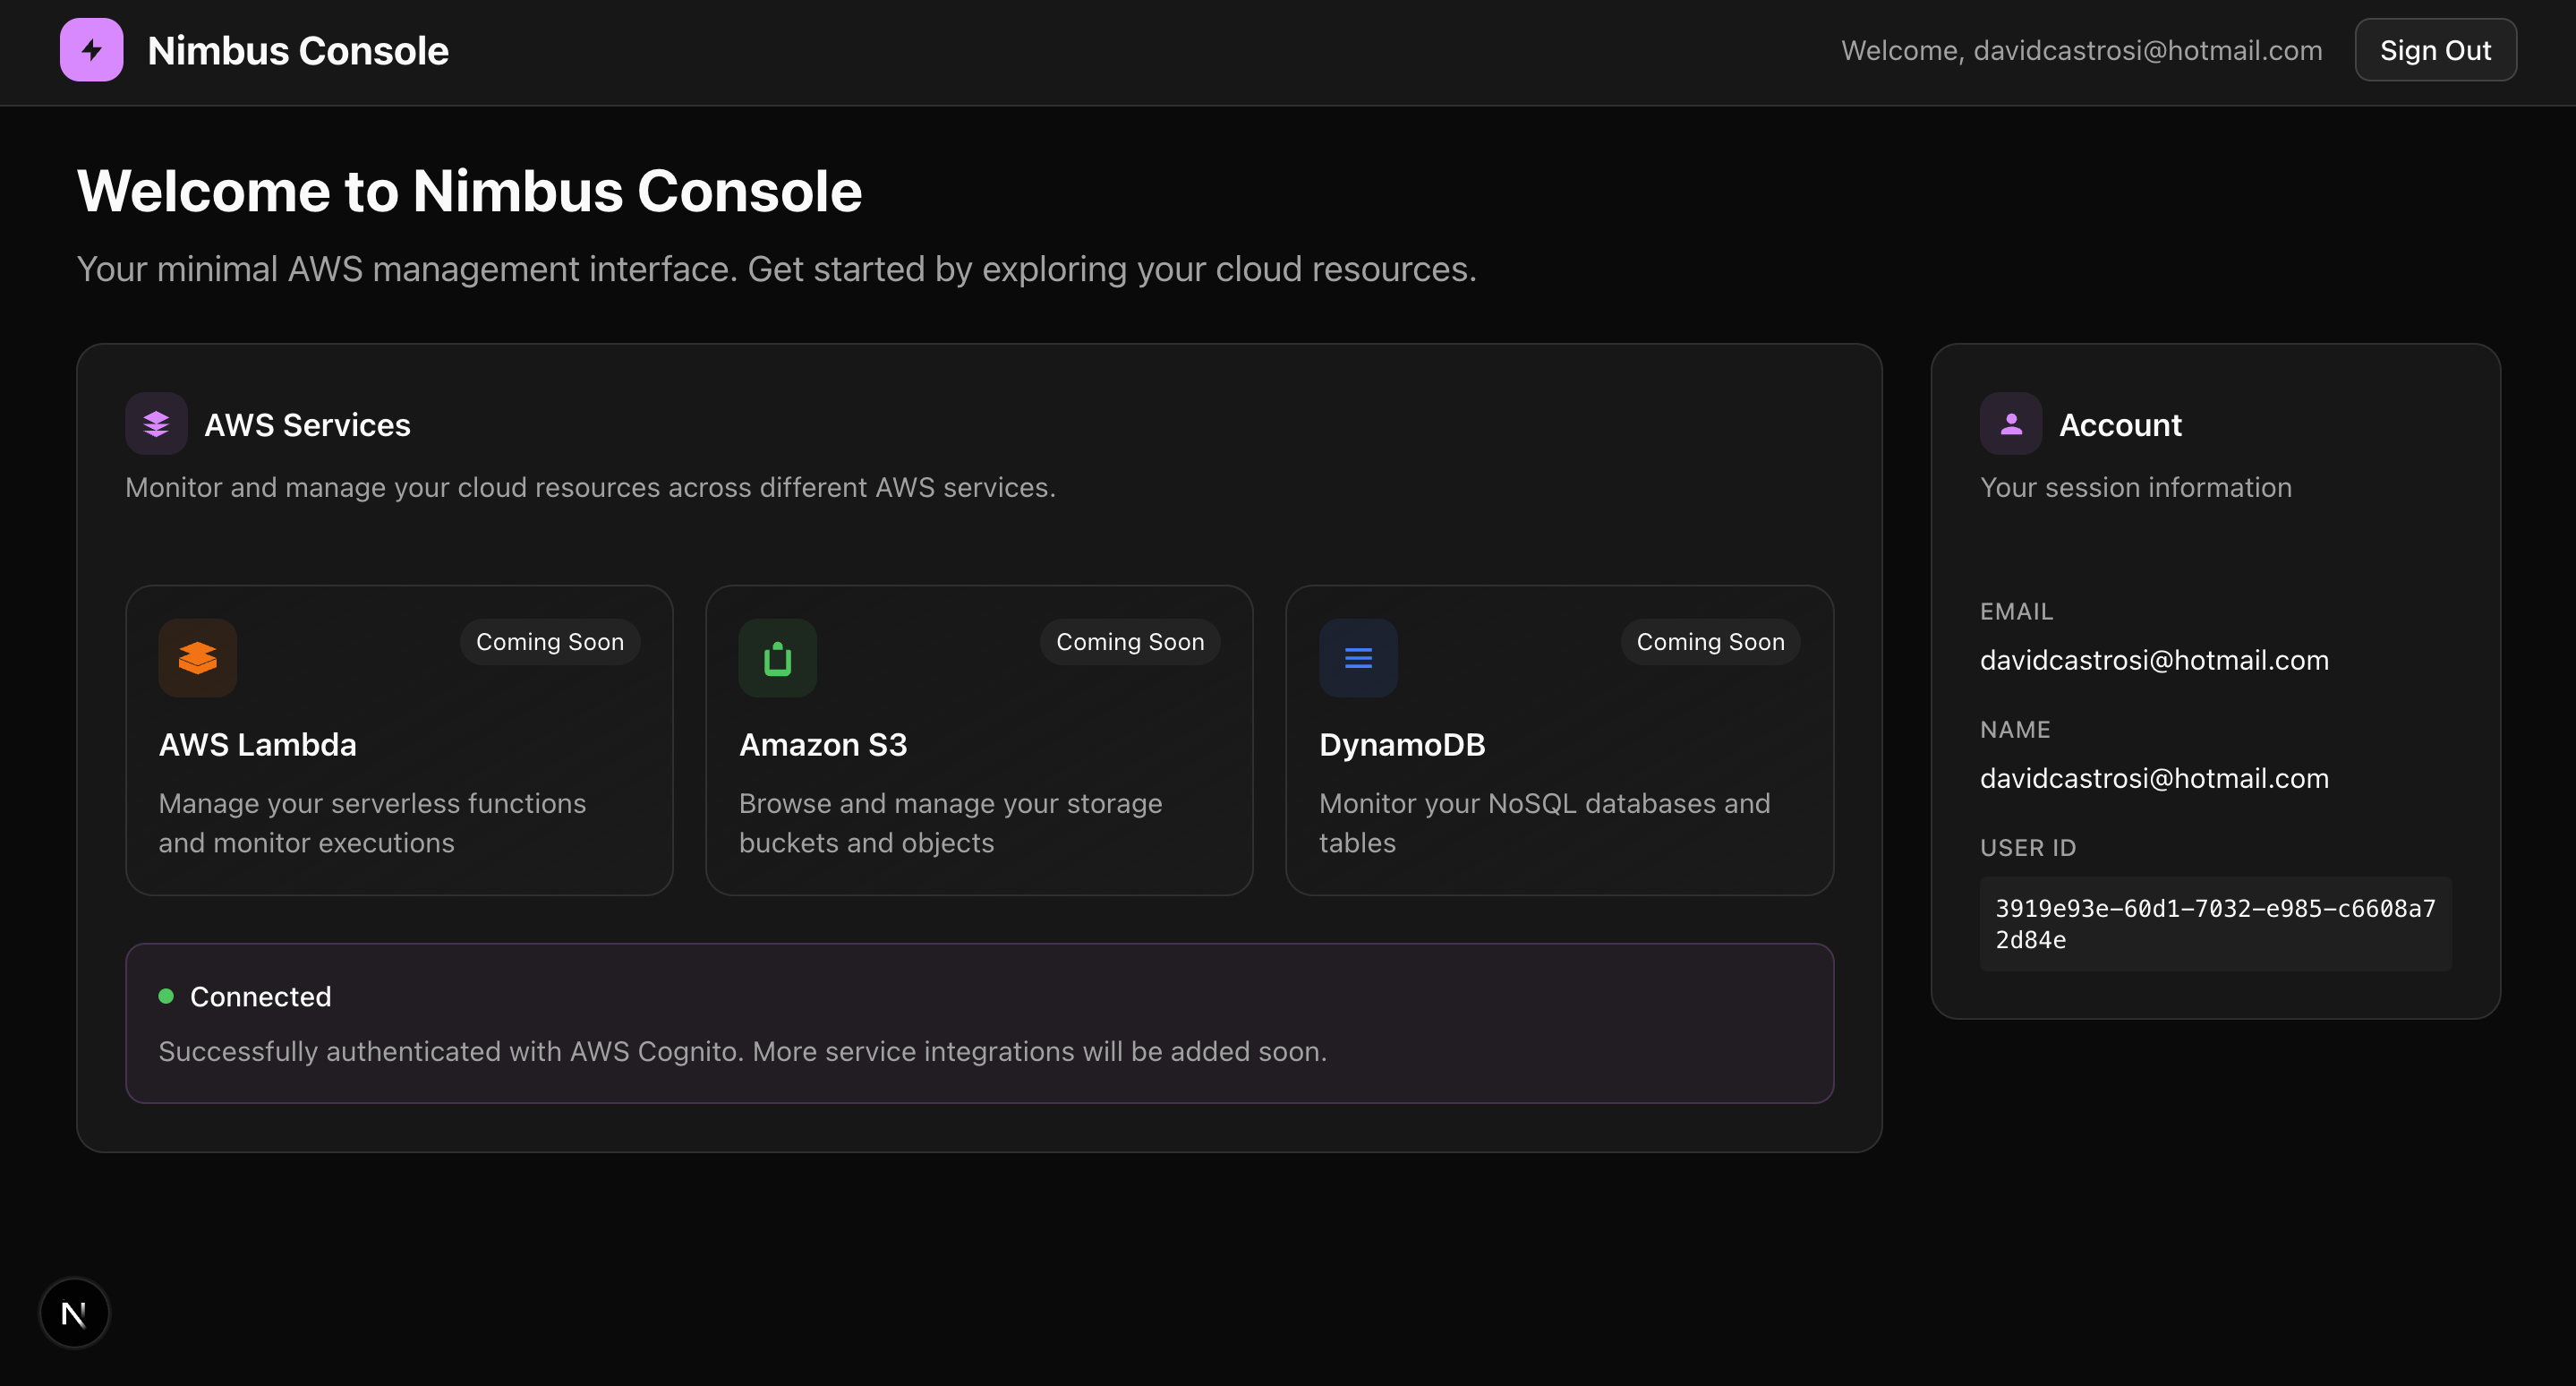 Nimbus Console
Welcome, davidcastrosi@hotmail.com
Sign Out
Welcome to Nimbus Console
Your minimal AWS management interface. Get started by exploring your cloud resources.
AWS Services
Monitor and manage your cloud resources across different AWS services.
Coming Soon
AWS Lambda
Manage your serverless functions
and monitor executions
Coming Soon
Amazon S3
Browse and manage your storage
buckets and objects
Coming Soon
DynamoDB
Monitor your NoSQL databases and
tables
Connected
Successfully authenticated with AWS Cognito. More service integrations will be added soon.
Account
Your session information
EMAIL
davidcastrosi@hotmail.com
NAME
davidcastrosi@hotmail.com
USER ID
3919e93e-60d1-7032-e985-c6608a7
2d84e
N